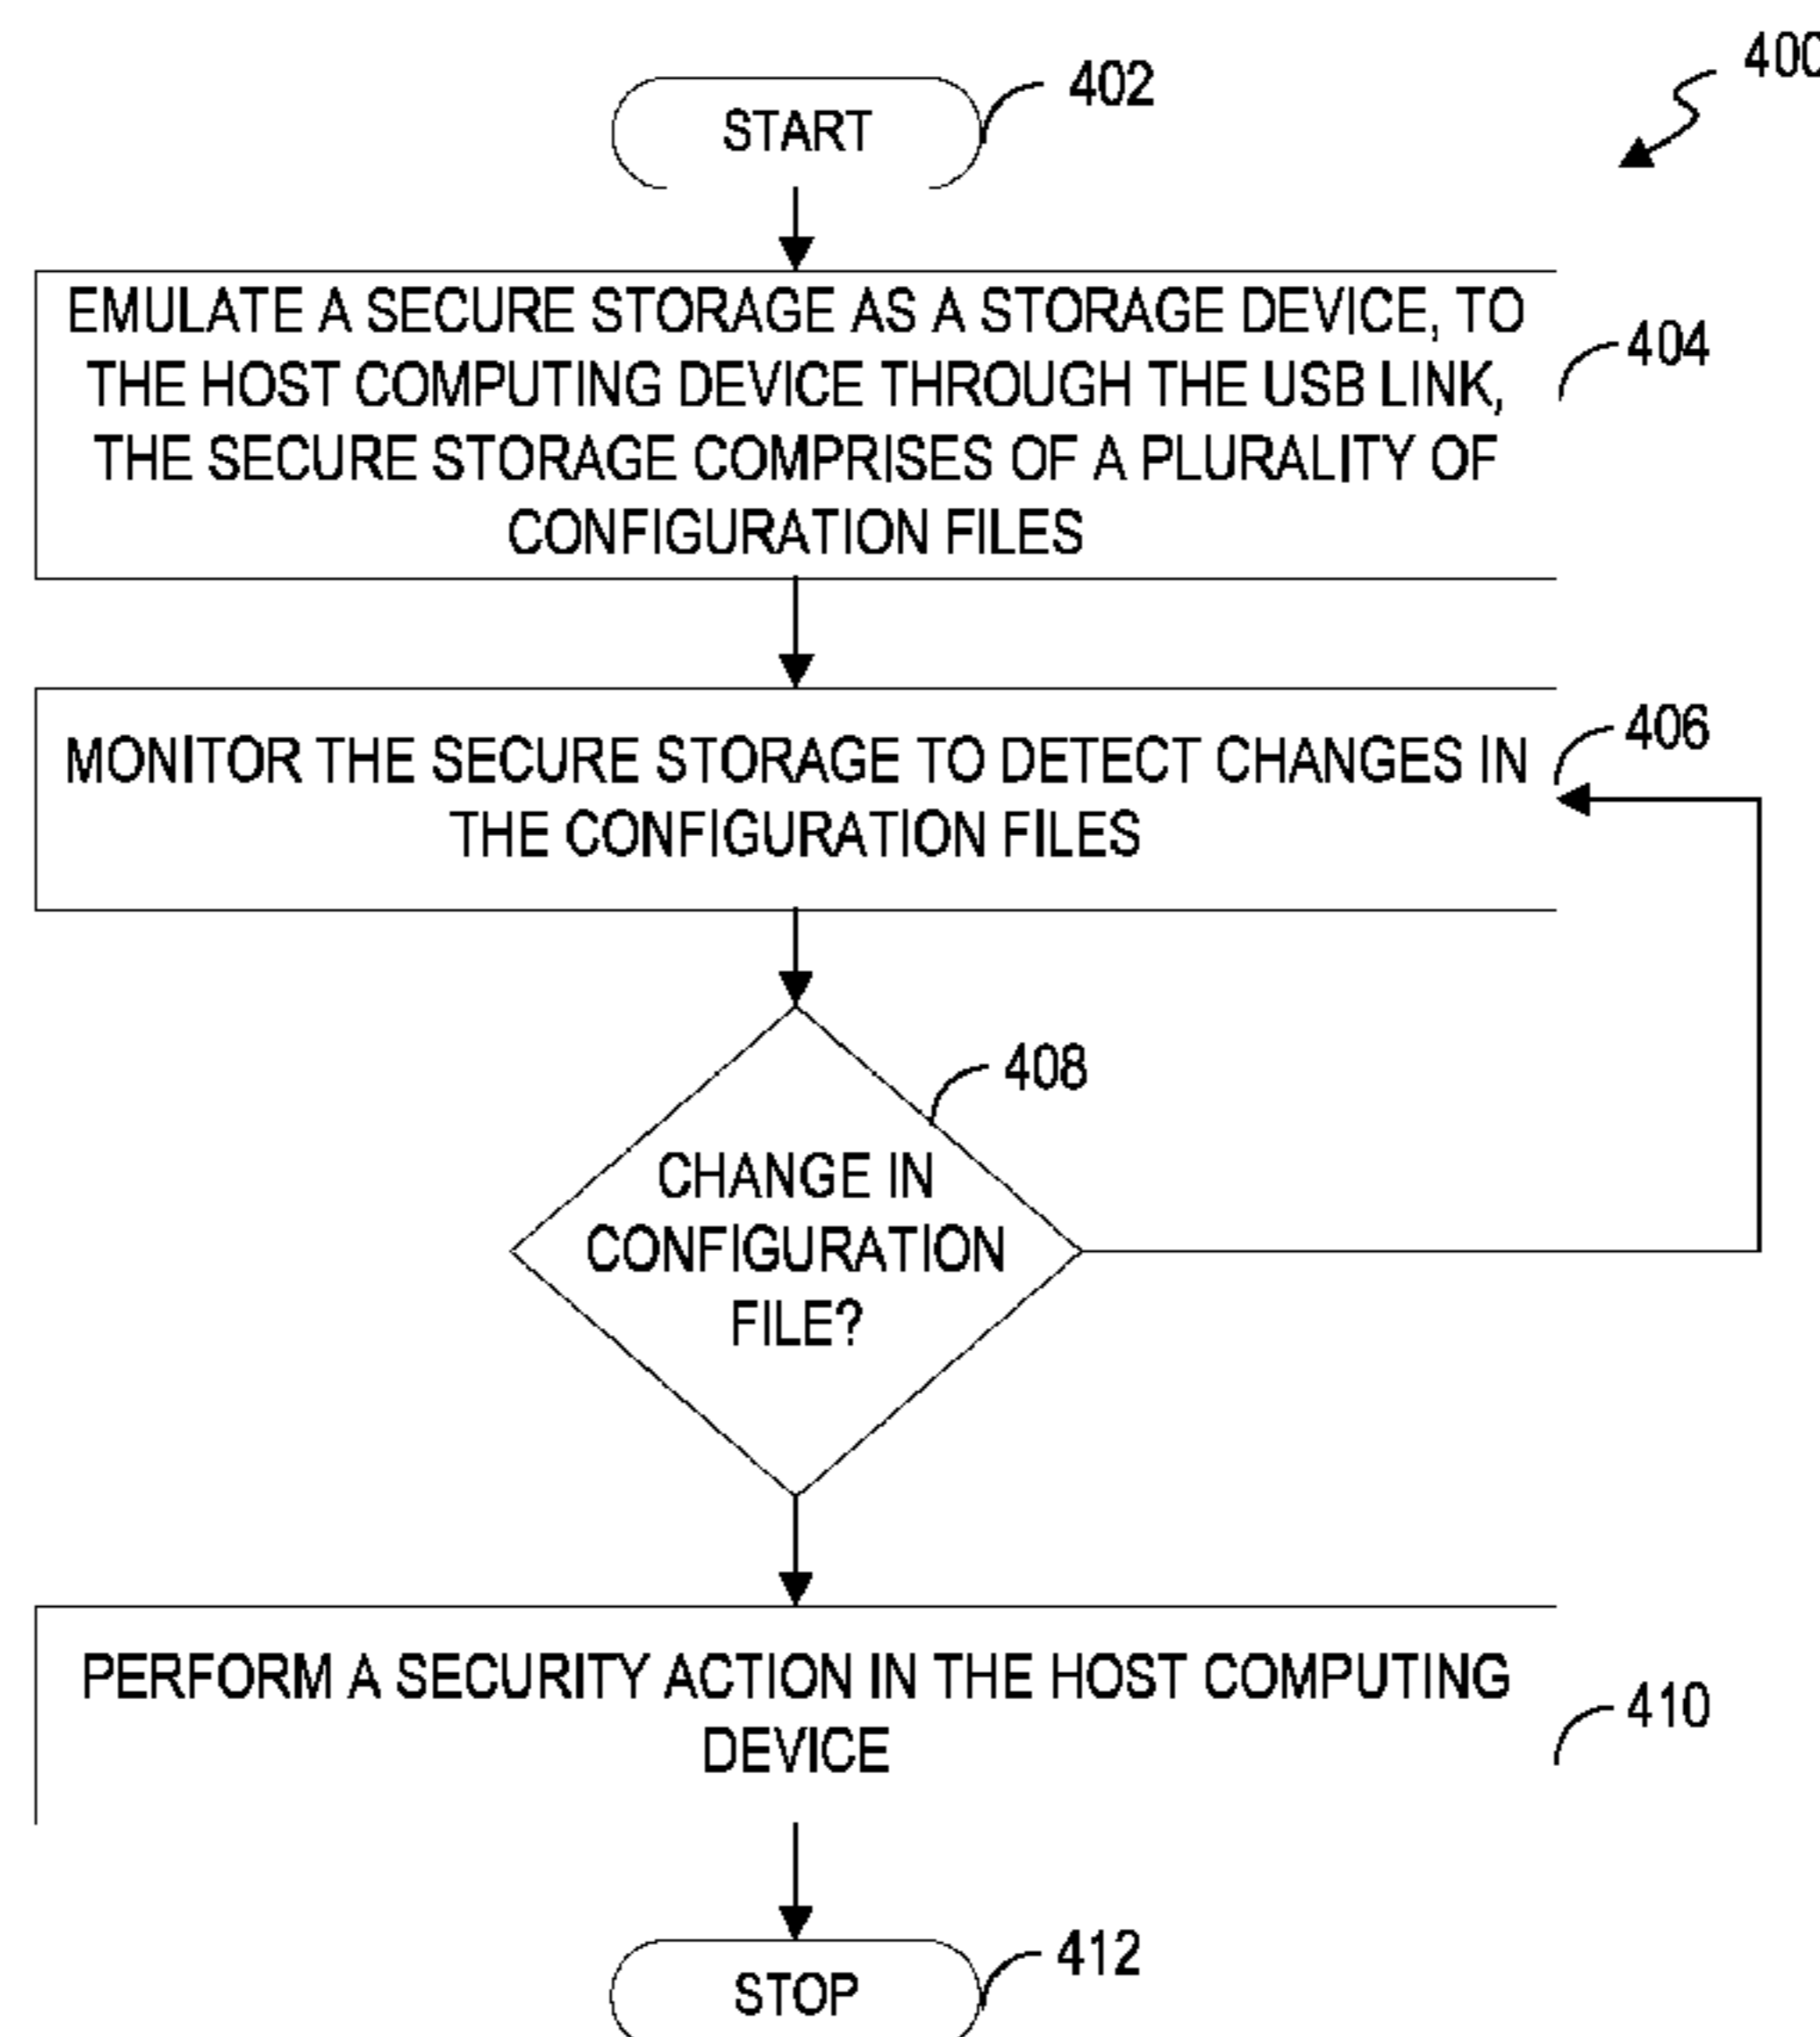 400
402
START
EMULATE A SECURE STORAGE AS A STORAGE DEVICE, TO
THE HOST COMPUTING DEVICE THROUGH THE USB LINK,
THE SECURE STORAGE COMPRISES OF A PLURALITY OF
CONFIGURATION FILES
404
MONITOR THE SECURE STORAGE TO DETECT CHANGES IN
THE CONFIGURATION FILES
406
408
CHANGE IN
CONFIGURATION
FILE?
PERFORM A SECURITY ACTION IN THE HOST COMPUTING
DEVICE
410
412
STOP